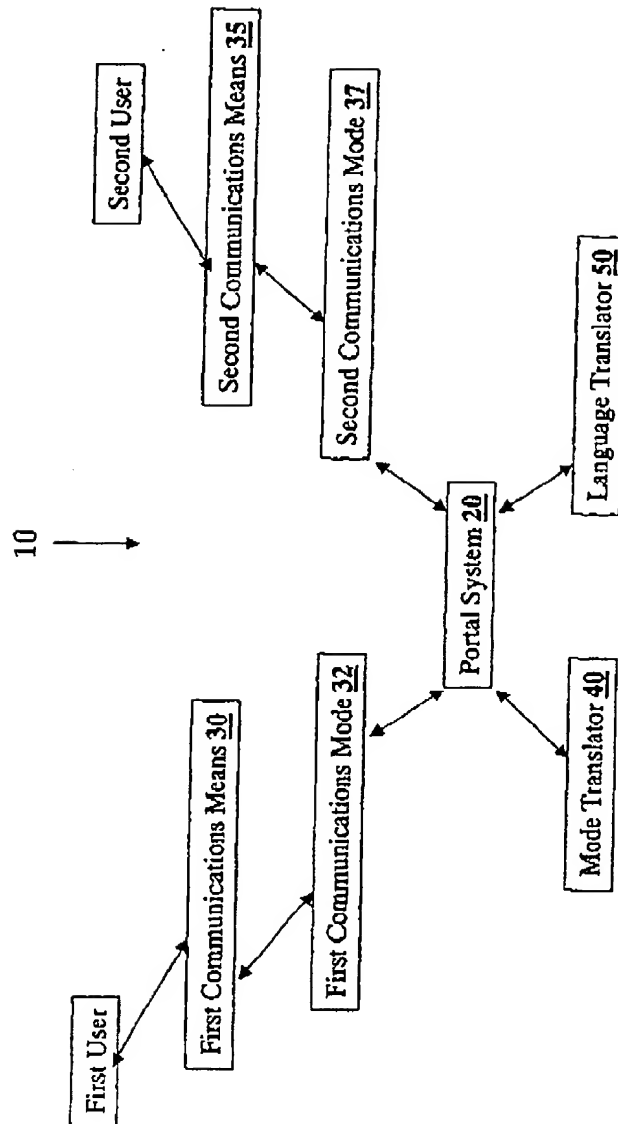 10
First User
Second User
First Communications Means 30
Second Communications Means 35
First Communications Mode 32
Second Communications Mode 37
Portal System 20
Mode Translator 40
Language Translator 50